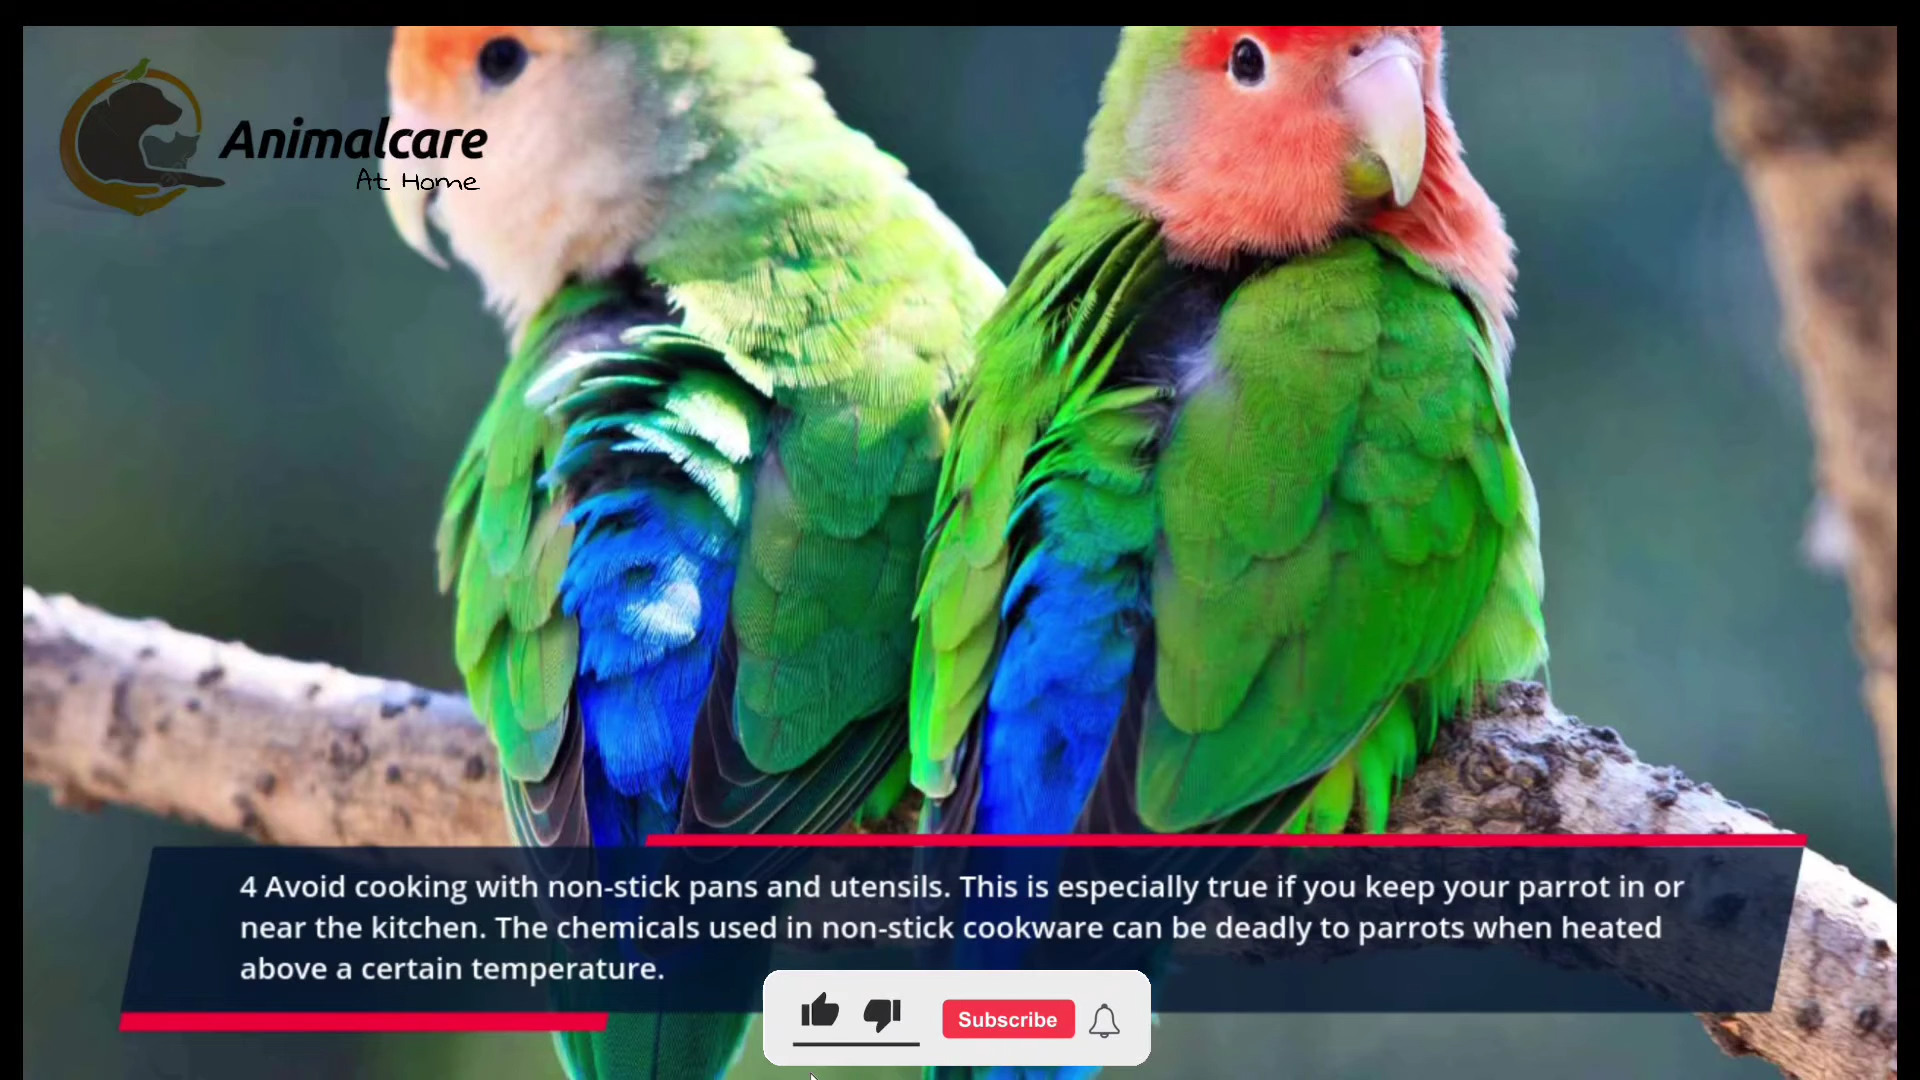 Animalcare
At Home
4 Avoid cooking with non-stick pans and utensils. This is especially true if you keep your parrot in or
near the kitchen. The chemicals used in non-stick cookware can be deadly to parrots when heated
above a certain temperature.
Subscribe